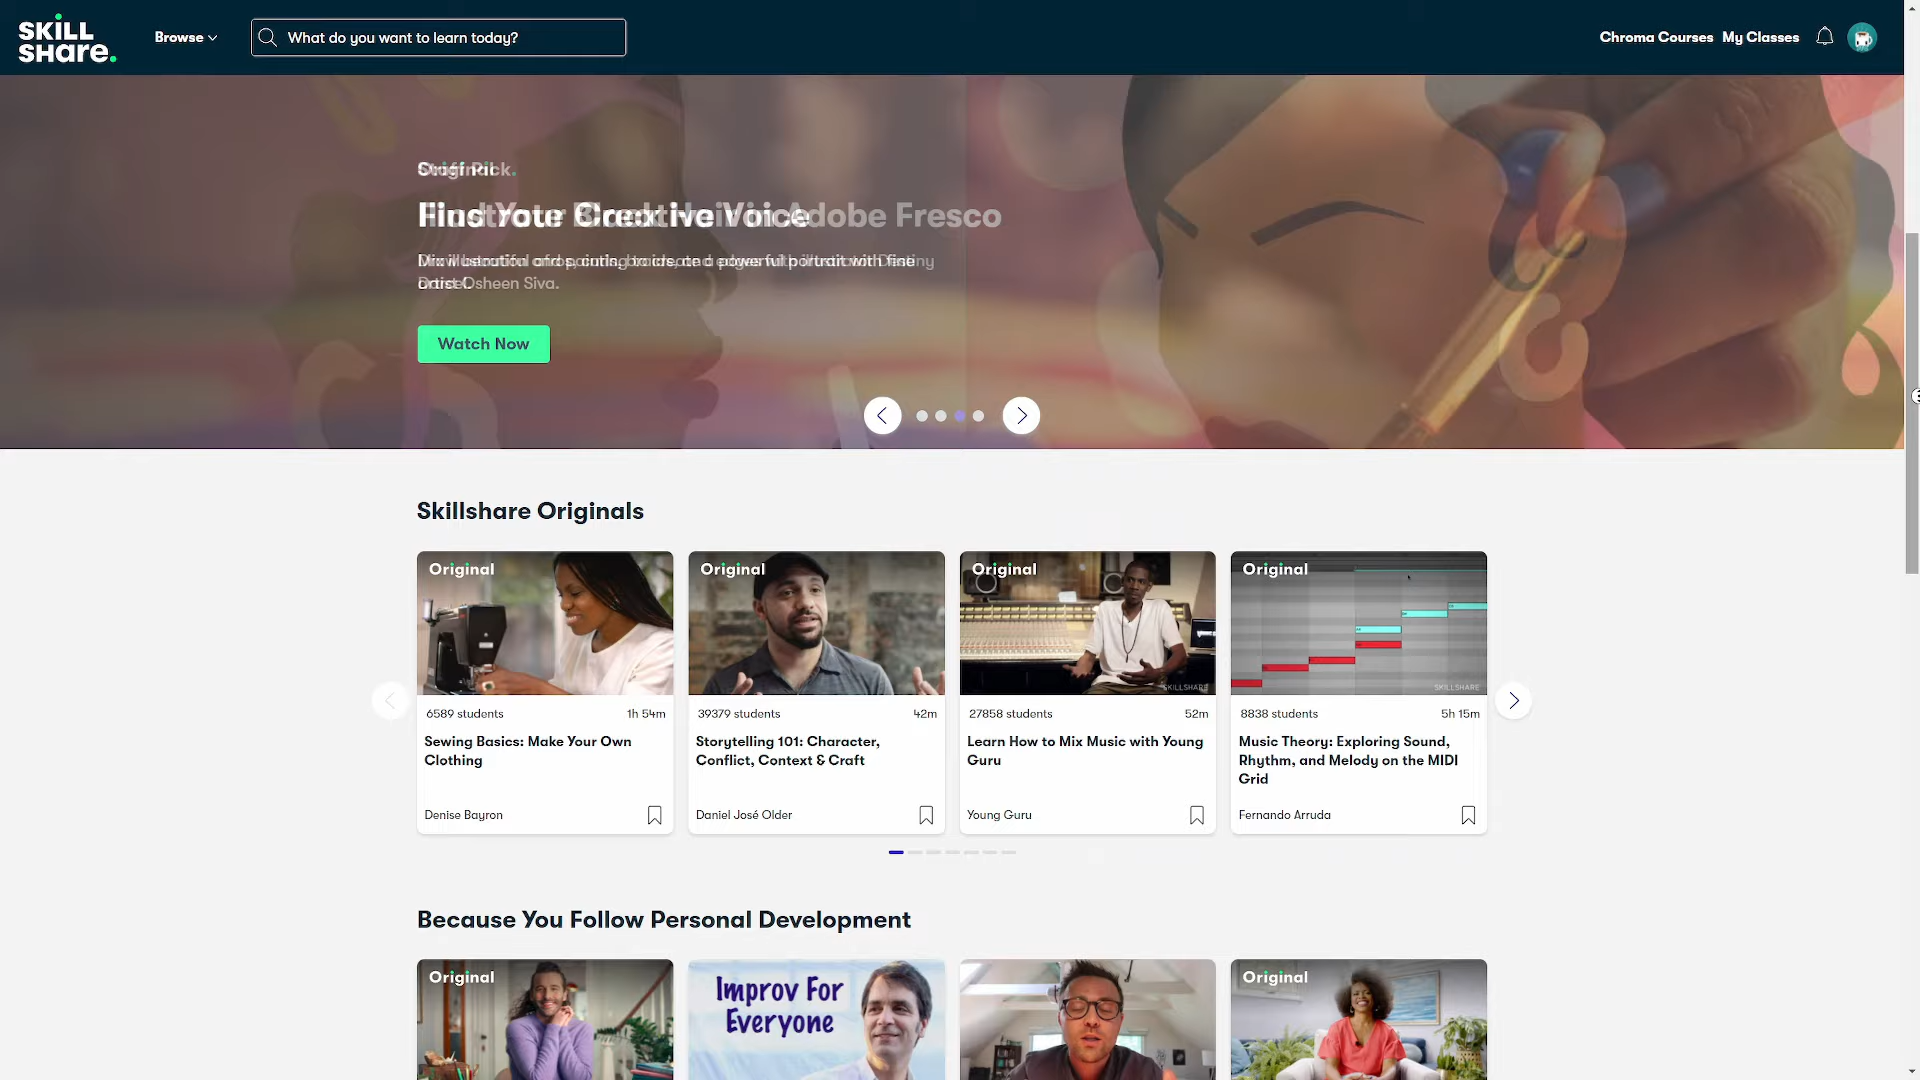 SKILL
SHARE.
Browse
What do you want to learn today?
Chroma Courses
My Classes
Watch Now
Skillshare Originals
Original
Original
Original
Original
SKILLSHARE
SKILLSHARE
6589 students
1h 54m
39379 students
42m
27858 students
52m
8838 students
5h 15m
Sewing Basics: Make Your Own
Clothing
Storytelling 101: Character,
Conflict, Context & Craft
Learn How to Mix Music with Young
Guru
Music Theory: Exploring Sound,
Rhythm, and Melody on the MIDI
Grid
Denise Bayron
Daniel José Older
Young Guru
Fernando Arruda
Because You Follow Personal Development
Original
Improv For
Everyone
Original